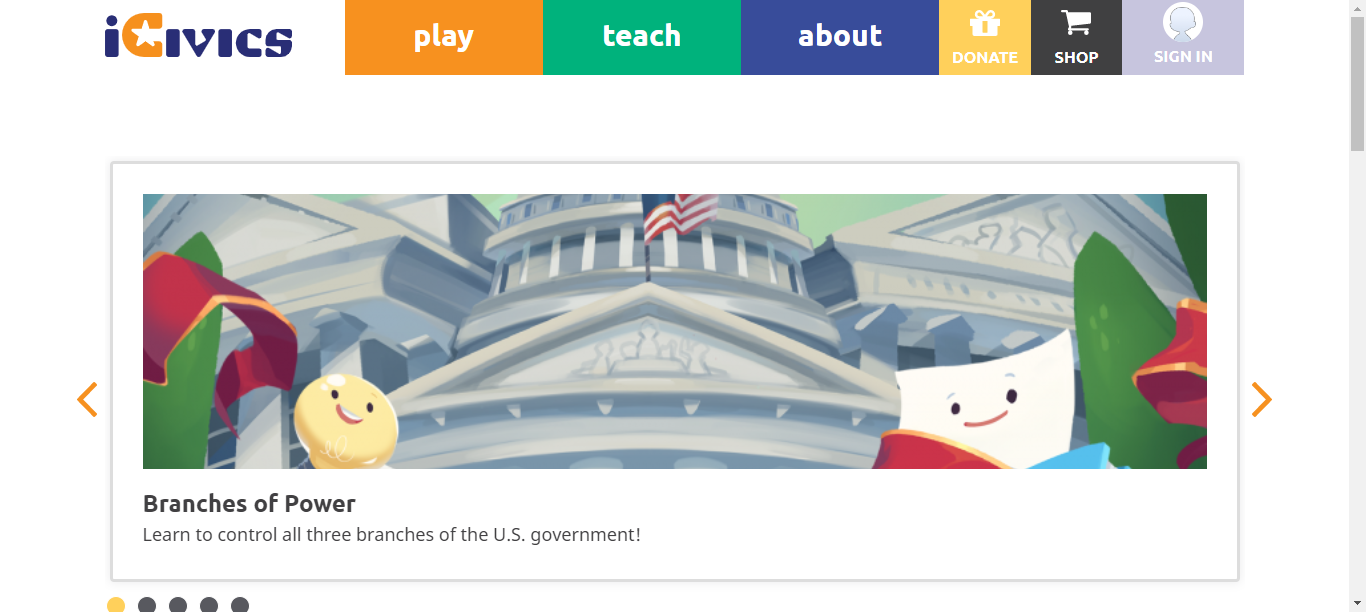 iCivics
play
teach
about
DONATE
SHOP
SIGN IN
Branches of Power
Learn to control all three branches of the U.S. government!